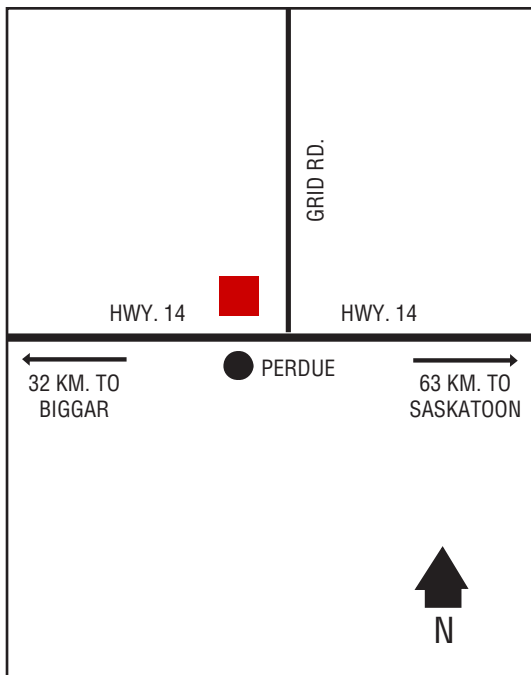 GRID RD.
HWY. 14
HWY. 14
PERDUE
32 KM. TO
BIGGAR
63 KM. TO
SASKATOON
N